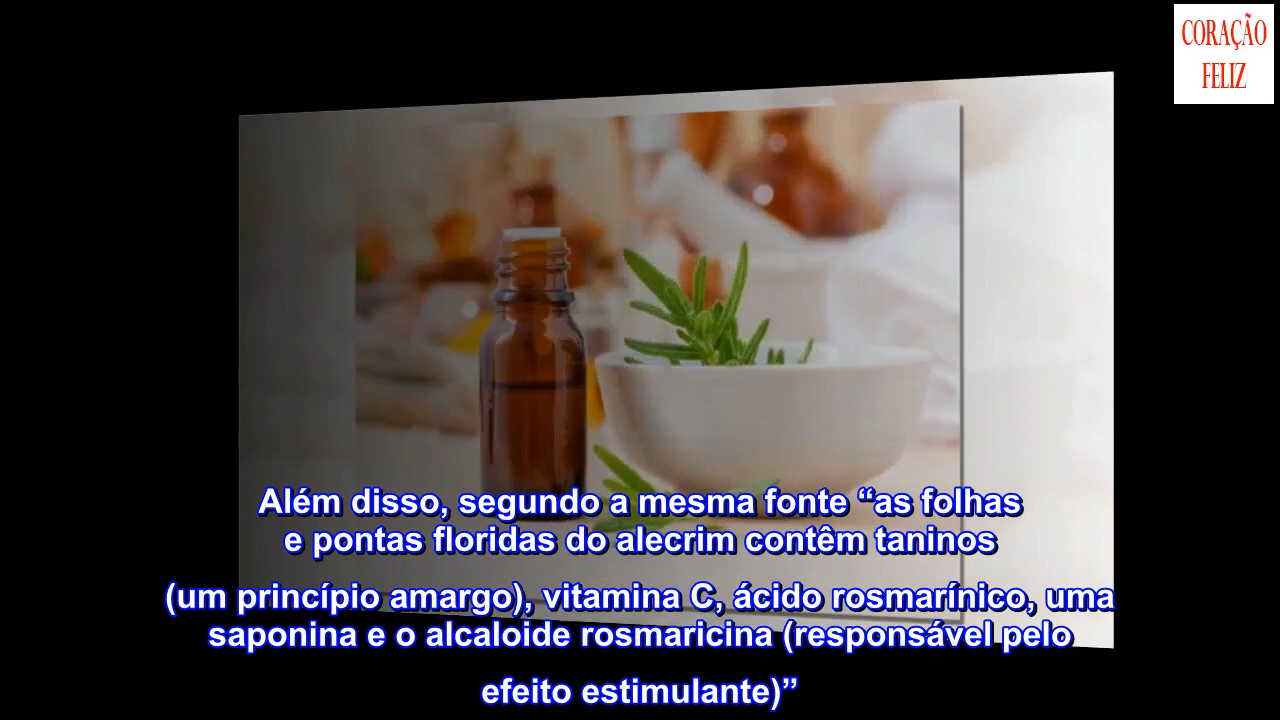 CORAÇÃO
FELIZ
Além disso, segundo a mesma fonte “as folhas
e pontas floridas do alecrim contêm taninos
(um princípio amargo), vitamina C, ácido rosmarínico, uma
saponina e o alcaloide rosmaricina (responsável pelo
efeito estimulante)”